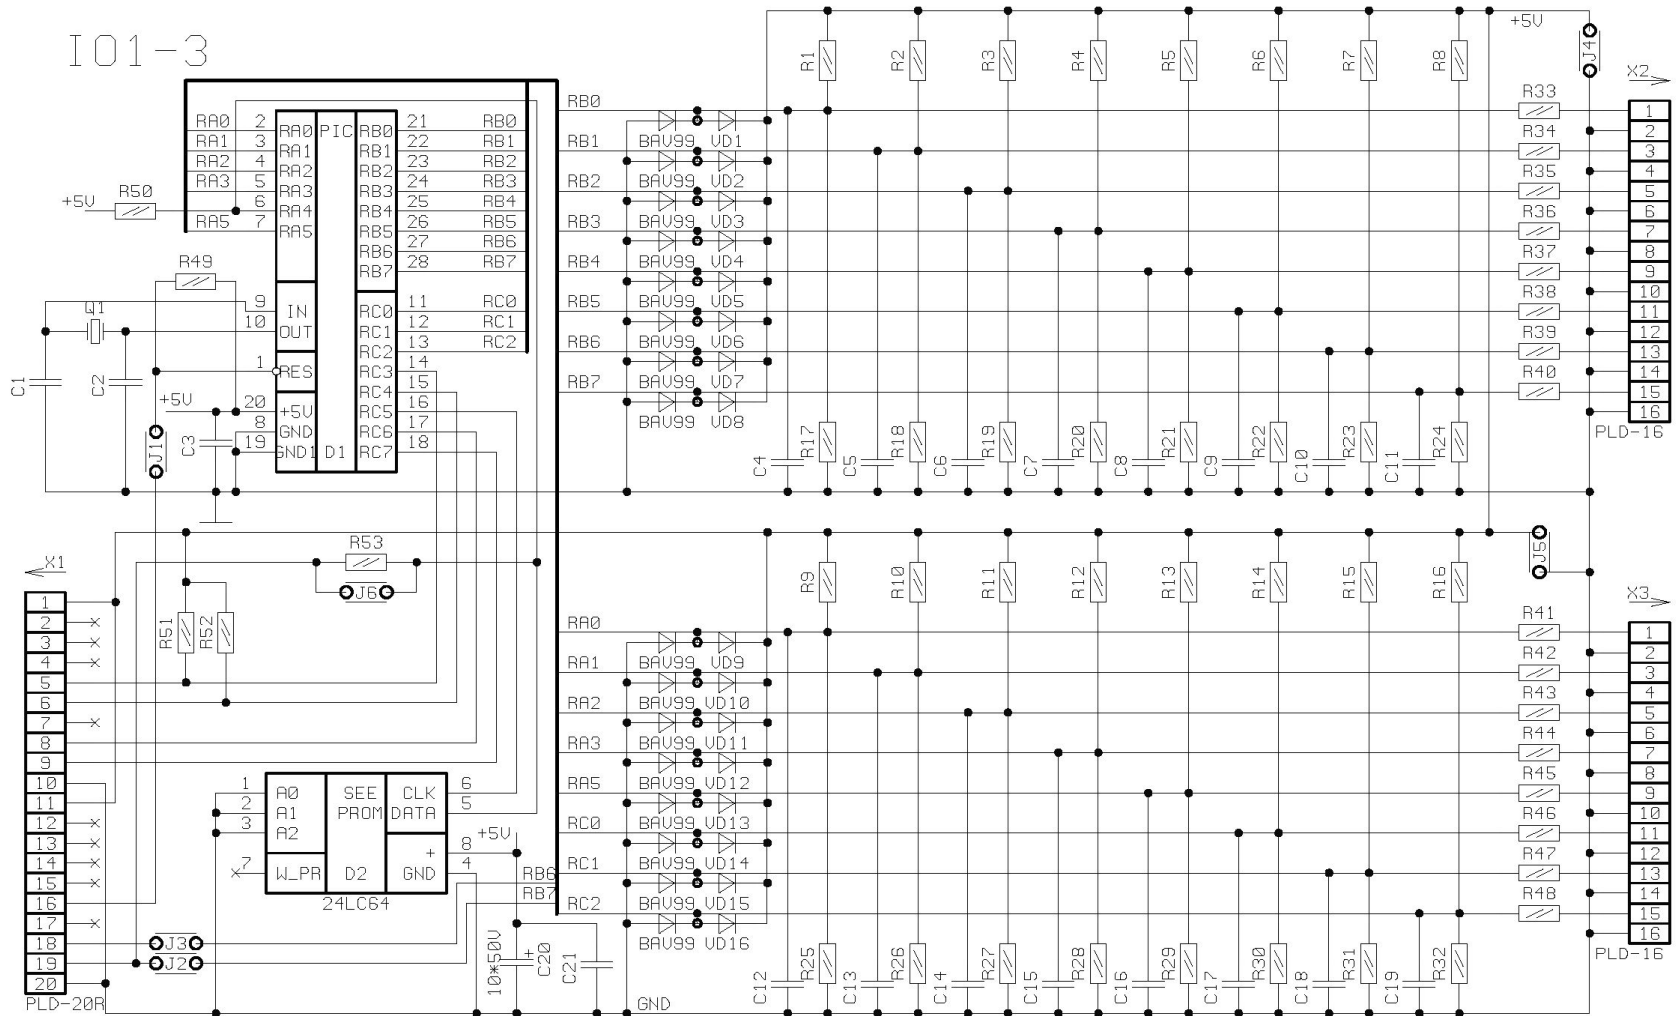 IO1-3
+5V
R1 R2 R3 R4 R5 R6 R7 R8
J4
X2
RB0 BAV99 VD1 R33
RB1 BAV99 VD2 R34
RB2 BAV99 VD3 R35
RB3 BAV99 VD4 R36
RB4 BAV99 VD5 R37
RB5 BAV99 VD6 R38
RB6 BAV99 VD7 R39
RB7 BAV99 VD8 R40
1
2
3
4
5
6
7
8
9
10
11
12
13
14
15
16
PLD-16
C4 R17 C5 R18 C6 R19 C7 R20 C8 R21 C9 R22 C10 R23 C11 R24
RA0 2 RA0 PIC RB0 21 RB0
RA1 3 RA1 RB1 22 RB1
RA2 4 RA2 RB2 23 RB2
RA3 5 RA3 RB3 24 RB3
+5V R50 6 RA4 RB4 25 RB4
RA5 7 RA5 RB5 26 RB5
RB6 27 RB6
RB7 28 RB7
R49
Q1
9 IN RC0 11 RC0
10 OUT RC1 12 RC1
RC2 13 RC2
1 RES RC3 14
RC4 15
+5V 20 +5V RC5 16
8 GND RC6 17
19 GND1 D1 RC7 18
C1 C2 C3 J1
X1
R53
J6
R51 R52
1
2
3
4
5
6
7
8
9
10
11
12
13
14
15
16
17
18
19
20
PLD-20R
J3
J2
1 A0 SEE CLK 6
2 A1 PROM DATA 5
3 A2
+5V
+ 8
7 W_PR D2 GND 4
24LC64
RB6
RB7
10*50V + C20 C21
GND
J5
R9 R10 R11 R12 R13 R14 R15 R16
X3
RA0 BAV99 VD9 R41
RA1 BAV99 VD10 R42
RA2 BAV99 VD11 R43
RA3 BAV99 VD12 R44
RA5 BAV99 VD13 R45
RC0 BAV99 VD14 R46
RC1 BAV99 VD15 R47
RC2 BAV99 VD16 R48
1
2
3
4
5
6
7
8
9
10
11
12
13
14
15
16
PLD-16
C12 R25 C13 R26 C14 R27 C15 R28 C16 R29 C17 R30 C18 R31 C19 R32